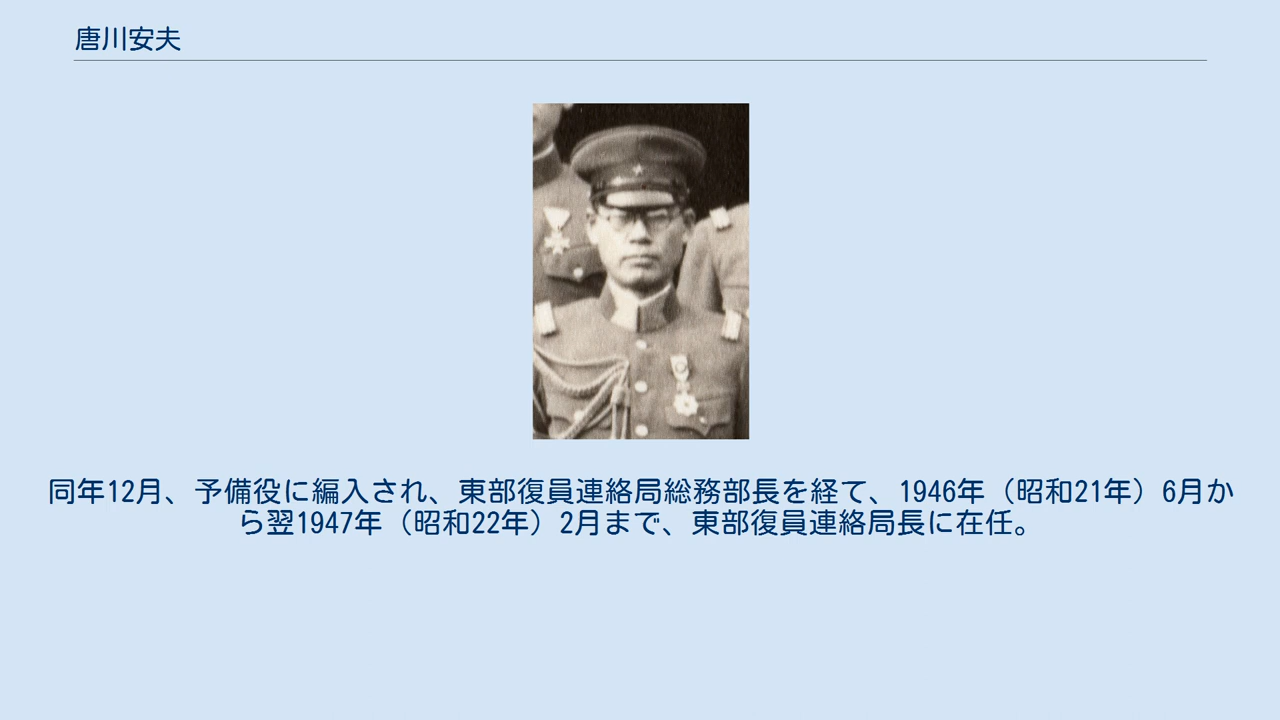 唐川安夫
同年12月、予備役に編入され、東部復員連絡局総務部長を経て、1946年（昭和21年）6月か
ら翌1947年（昭和22年）2月まで、東部復員連絡局長に在任。